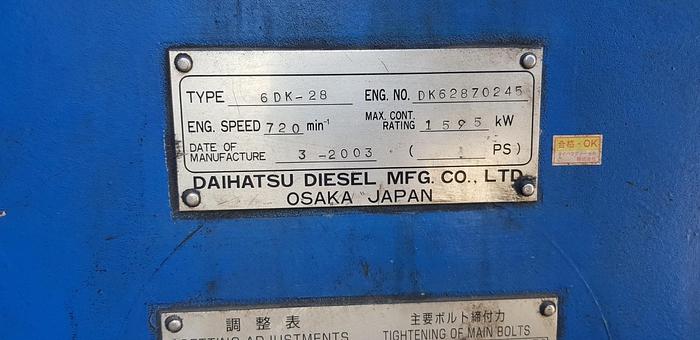 TYPE 6DK-28 ENG. NO. DK62870245
ENG. SPEED 720 min-1 MAX. CONT. RATING 1595 kW
DATE OF MANUFACTURE 3-2003 ( PS)
DAIHATSU DIESEL MFG. CO., LTD.
OSAKA JAPAN
合格・OK
調整表 主要ボルト締付力
SETTING ADJUSTMENTS TIGHTENING OF MAIN BOLTS